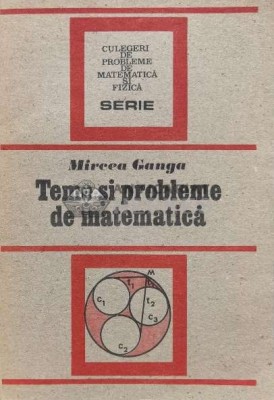 CULEGERI
DE
PROBLEME
DE
MATEMATICĂ
ȘI
FIZICĂ
SERIE
Mircea Ganga
Teme și probleme
de matematică
M
t₁
t₂
C₁
C₃
C₂